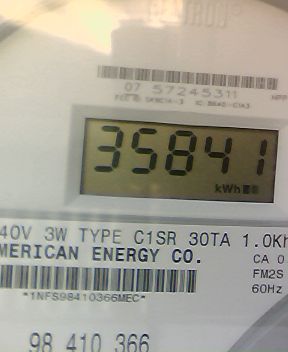 07 57245311
35841
kWh
40V 3W TYPE C1SR 30TA 1.0Kh
MERICAN ENERGY CO.
CA 0
FM2S
60Hz
*1NFS98410366MEC*
98 410 366